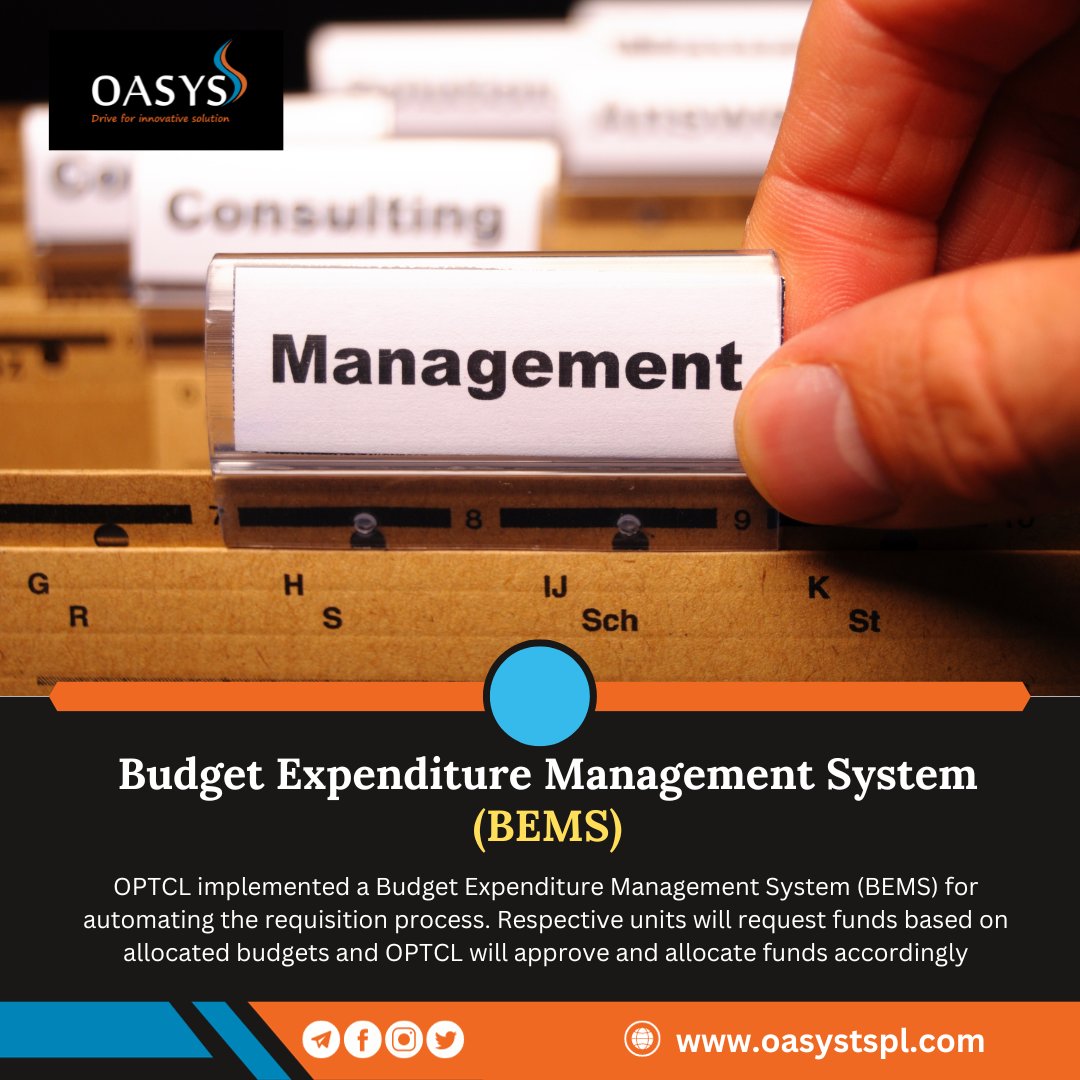 OASYS
Drive for innovative solution
Co
Consulting
Management
7
8
9
10
G
H
IJ
K
R
S
Sch
St
Budget Expenditure Management System
(BEMS)
OPTCL implemented a Budget Expenditure Management System (BEMS) for
automating the requisition process. Respective units will request funds based on
allocated budgets and OPTCL will approve and allocate funds accordingly
www.oasystspl.com